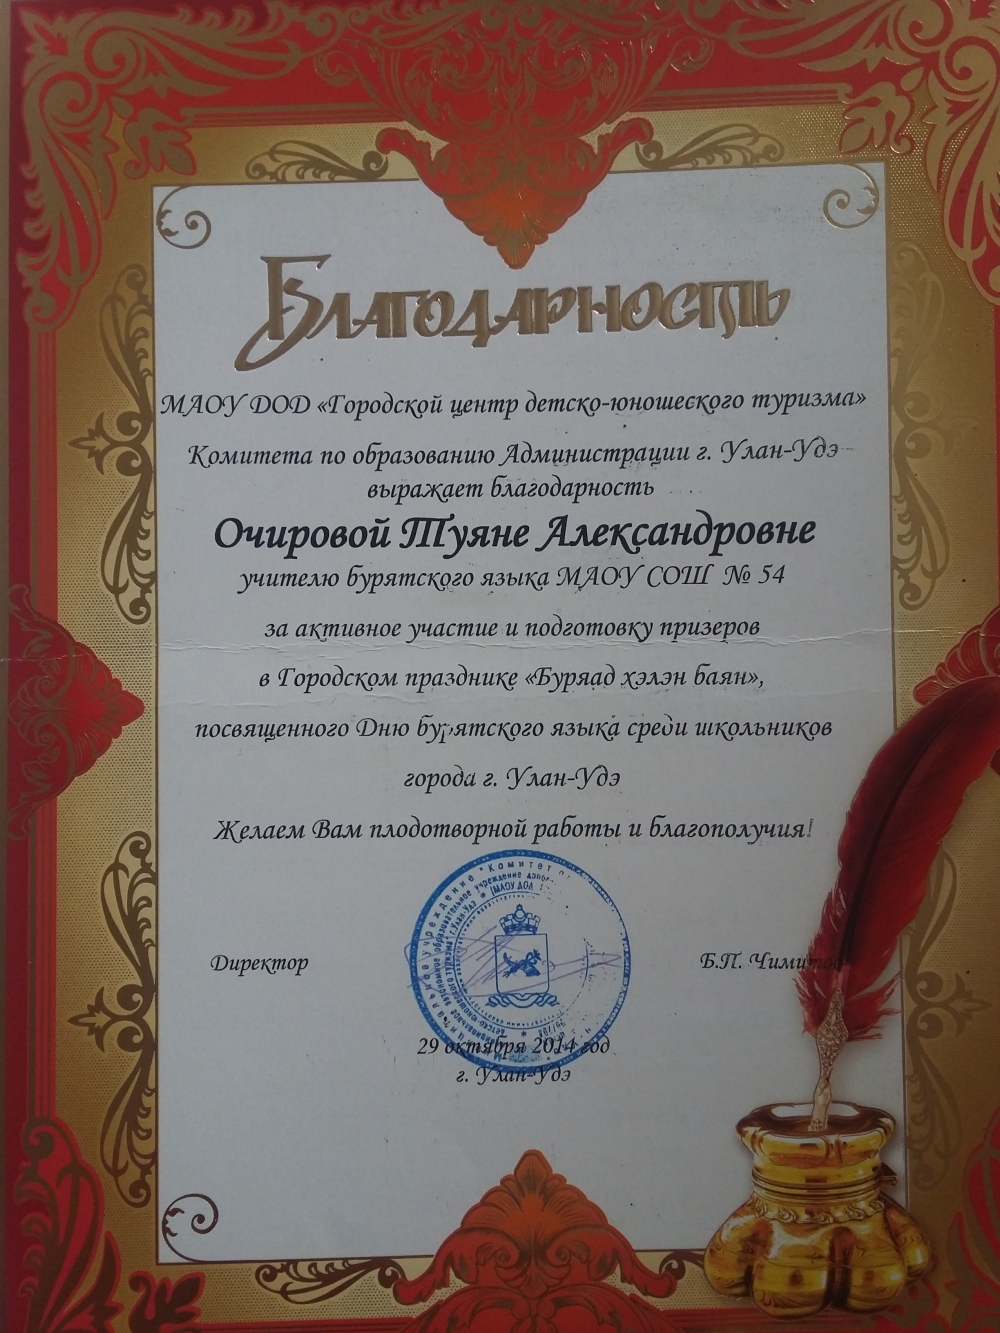 Благодарность
МАОУ ДОД «Городской центр детско-юношеского туризма»
Комитета по образованию Администрации г. Улан-Удэ
выражает благодарность
Очировой Туяне Александровне
учителю бурятского языка МАОУ СОШ № 54
за активное участие и подготовку призеров
в Городском празднике «Буряад хэлэн баян»,
посвященного Дню бурятского языка среди школьников
города г. Улан-Удэ
Желаем Вам плодотворной работы и благополучия!
Директор
Б.П. Чимитов
29 октября 2014 год
г. Улан-Удэ